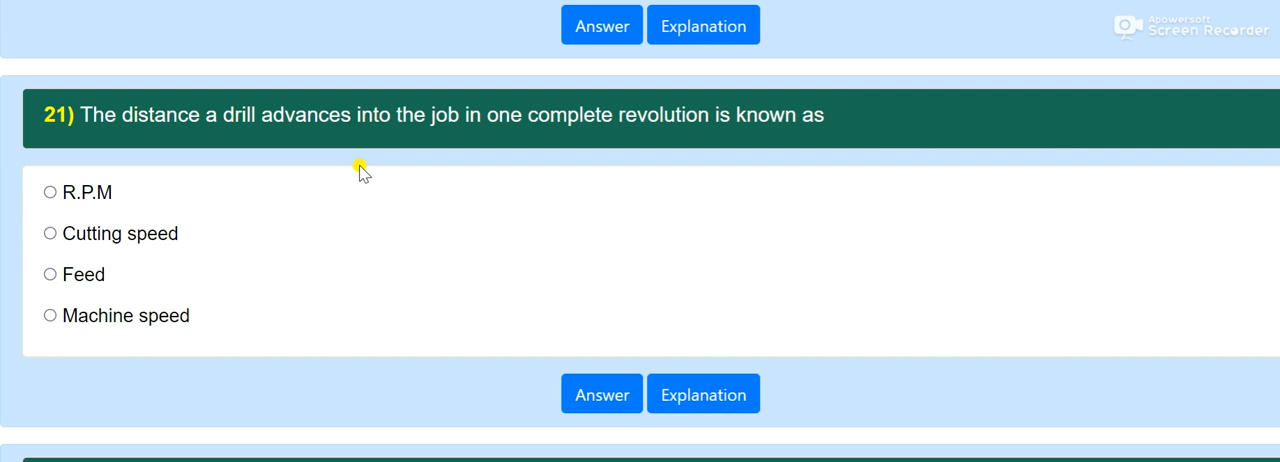 Answer Explanation
Apowersoft
Screen Recorder
21) The distance a drill advances into the job in one complete revolution is known as
R.P.M
Cutting speed
Feed
Machine speed
Answer Explanation